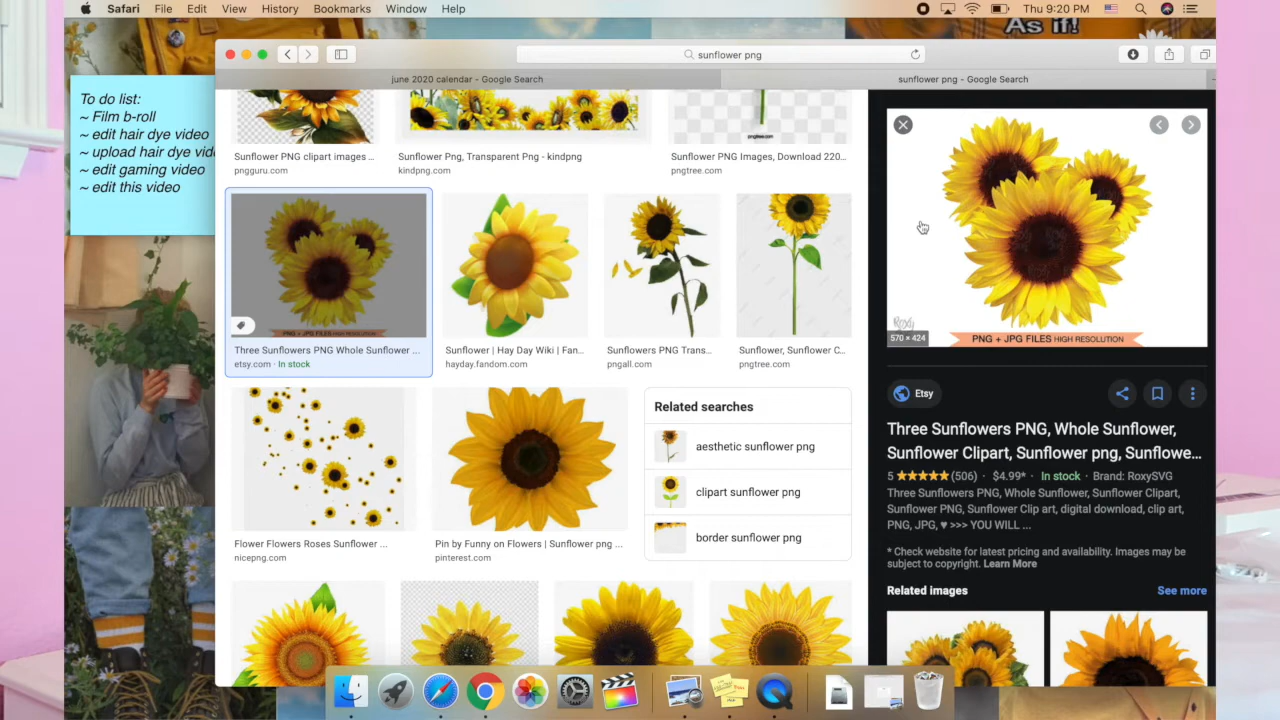 Safari File Edit View History Bookmarks Window Help
Thu 9:20 PM
As if!
sunflower png
june 2020 calendar - Google Search
sunflower png - Google Search
To do list:
~ Film b-roll
~ edit hair dye video
~ upload hair dye vid
~ edit gaming video
~ edit this video
pngtree.com
Sunflower PNG clipart images ...
pngguru.com
Sunflower Png, Transparent Png - kindpng
kindpng.com
Sunflower PNG Images, Download 220...
pngtree.com
PNG + JPG FILES HIGH RESOLUTION
Three Sunflowers PNG Whole Sunflower ...
etsy.com · In stock
Sunflower | Hay Day Wiki | Fan...
hayday.fandom.com
Sunflowers PNG Trans...
pngall.com
Sunflower, Sunflower C...
pngtree.com
Flower Flowers Roses Sunflower ...
nicepng.com
Pin by Funny on Flowers | Sunflower png ...
pinterest.com
Related searches
aesthetic sunflower png
clipart sunflower png
border sunflower png
Roxy
570 × 424
PNG + JPG FILES HIGH RESOLUTION
Etsy
Three Sunflowers PNG, Whole Sunflower,
Sunflower Clipart, Sunflower png, Sunflowe...
5 ★★★★★ (506) · $4.99* · In stock · Brand: RoxySVG
Three Sunflowers PNG, Whole Sunflower, Sunflower Clipart,
Sunflower PNG, Sunflower Clip art, digital download, clip art,
PNG, JPG, ♥ >>> YOU WILL ...
* Check website for latest pricing and availability. Images may be
subject to copyright. Learn More
Related images
See more